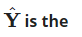 Ŷ is the